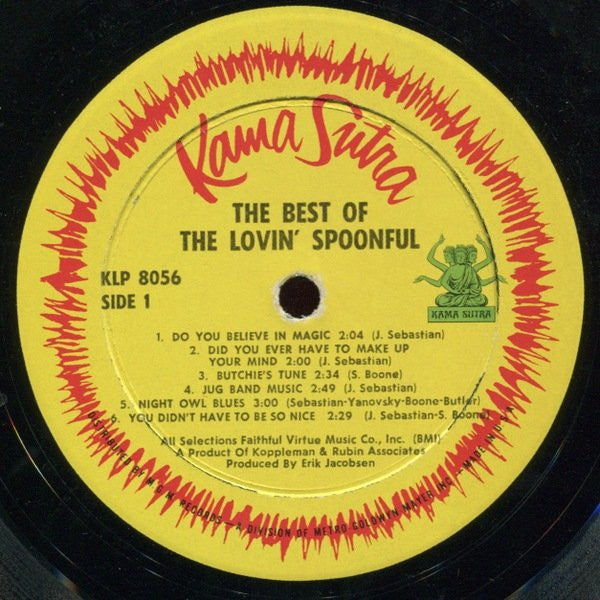 Kama Sutra
THE BEST OF
THE LOVIN' SPOONFUL
KLP 8056
SIDE 1
KAMA SUTRA
1. DO YOU BELIEVE IN MAGIC 2:04 (J. Sebastian)
2. DID YOU EVER HAVE TO MAKE UP
YOUR MIND 2:00 (J. Sebastian)
3. BUTCHIE'S TUNE 2:34 (S. Boone)
4. JUG BAND MUSIC 2:49 (J. Sebastian)
5. NIGHT OWL BLUES 3:00 (Sebastian-Yanovsky-Boone-Butler)
6. YOU DIDN'T HAVE TO BE SO NICE 2:29 (J. Sebastian-S. Boone)
All Selections Faithful Virtue Music Co., Inc. (BMI)
A Product Of Koppleman & Rubin Associates
Produced By Erik Jacobsen
DISTRIBUTED BY M G M RECORDS — A DIVISION OF METRO GOLDWYN MAYER INC. - MADE IN U.S.A.